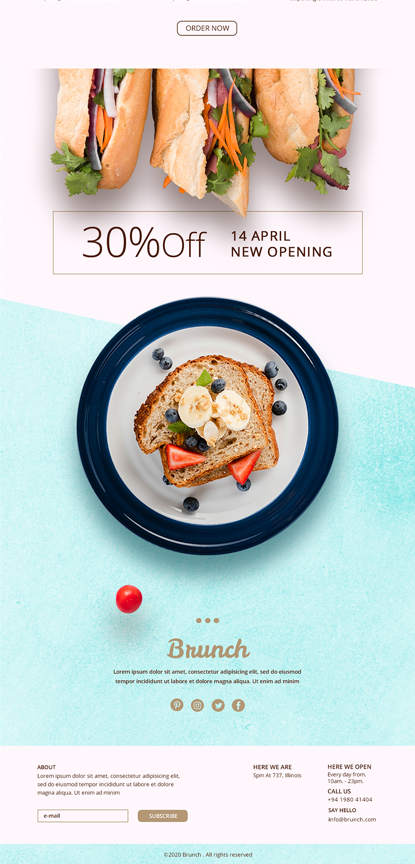 ORDER NOW
30%Off
14 APRIL
NEW OPENING
Brunch
Lorem ipsum dolor sit amet, consectetur adipisicing elit, sed do eiusmod
tempor incididunt ut labore et dolore magna aliqua. Ut enim ad minim
ABOUT
Lorem ipsum dolor sit amet, consectetur adipisicing elit,
sed do eiusmod tempor incididunt ut labore et dolore
magna aliqua. Ut enim ad minim
e-mail
SUBSCRIBE
HERE WE ARE
5pm At 737, Illinois
HERE WE OPEN
Every day from.
10am. - 23pm.
CALL US
+94 1980 41404
SAY HELLO
info@brunch.com
©2020 Brunch . All rights reserved